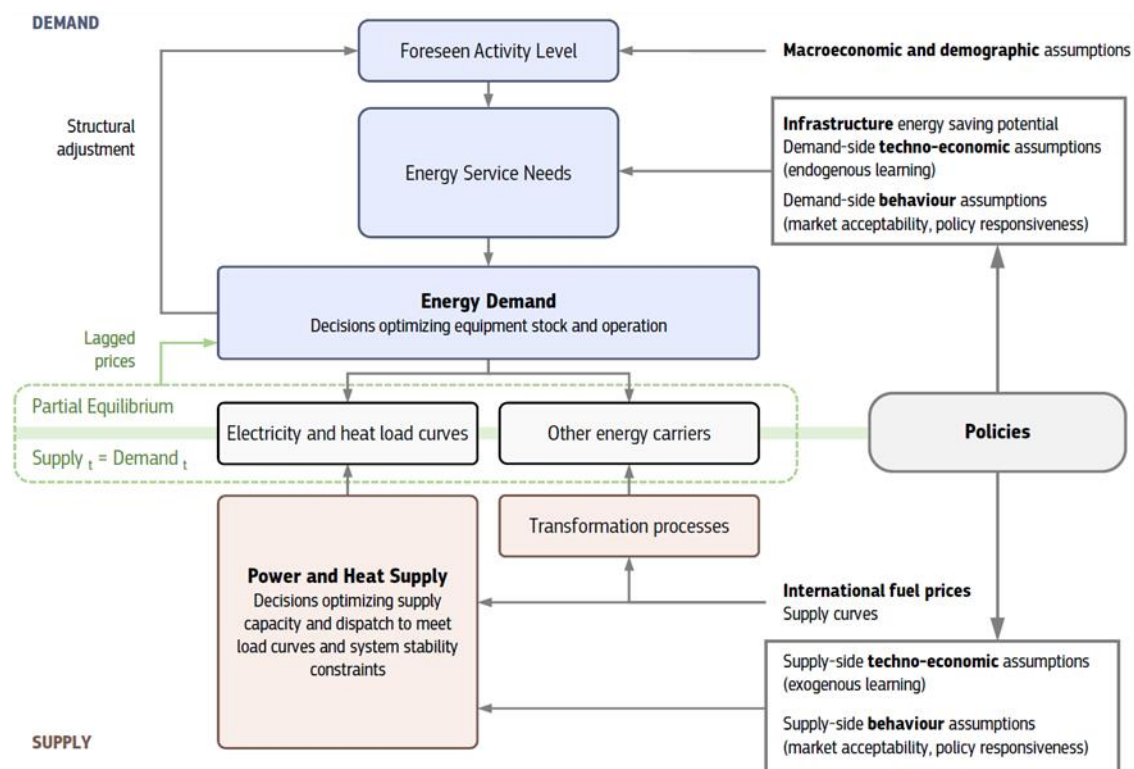 DEMAND
Foreseen Activity Level
Macroeconomic and demographic assumptions
Structural
adjustment
Energy Service Needs
Infrastructure energy saving potential
Demand-side techno-economic assumptions
(endogenous learning)
Demand-side behaviour assumptions
(market acceptability, policy responsiveness)
Energy Demand
Decisions optimizing equipment stock and operation
Lagged
prices
Partial Equilibrium
Supply t = Demand t
Electricity and heat load curves
Other energy carriers
Policies
Transformation processes
Power and Heat Supply
Decisions optimizing supply
capacity and dispatch to meet
load curves and system stability
constraints
International fuel prices
Supply curves
Supply-side techno-economic assumptions
(exogenous learning)
Supply-side behaviour assumptions
(market acceptability, policy responsiveness)
SUPPLY